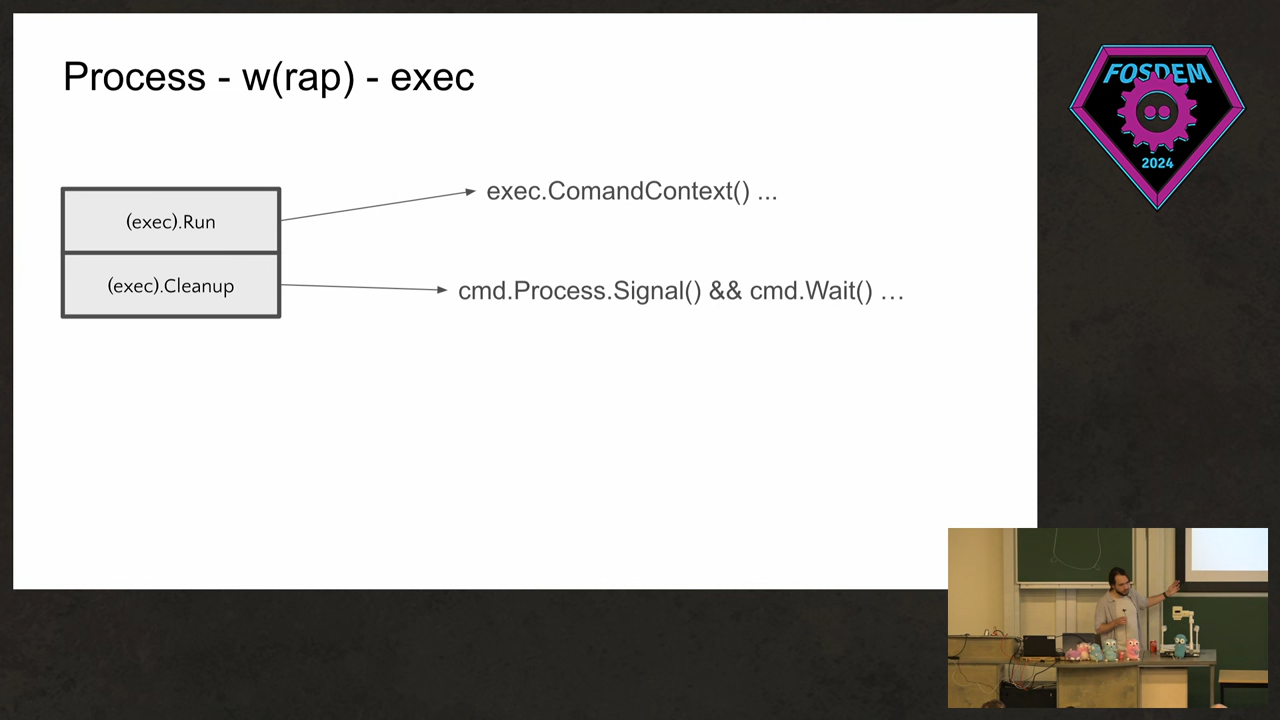 Process - w(rap) - exec
(exec).Run
exec.ComandContext() ...
(exec).Cleanup
cmd.Process.Signal() && cmd.Wait() …
FOSDEM
2024